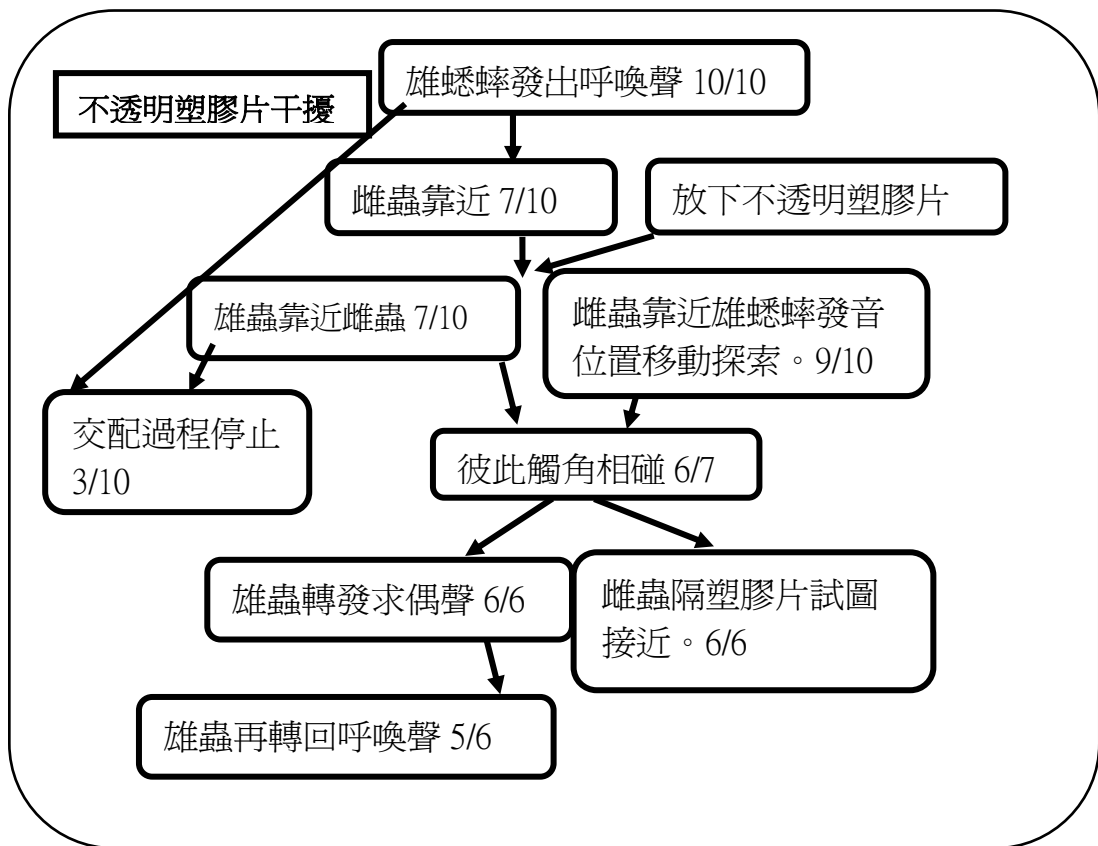 雄蟋蟀發出呼喚聲 10/10
不透明塑膠片干擾
雌蟲靠近 7/10
放下不透明塑膠片
雄蟲靠近雌蟲 7/10
雌蟲靠近雄蟋蟀發音
位置移動探索。9/10
交配過程停止
3/10
彼此觸角相碰 6/7
雄蟲轉發求偶聲 6/6
雌蟲隔塑膠片試圖
接近。6/6
雄蟲再轉回呼喚聲 5/6